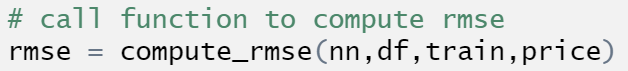 # call function to compute rmse
rmse = compute_rmse(nn,df,train,price)